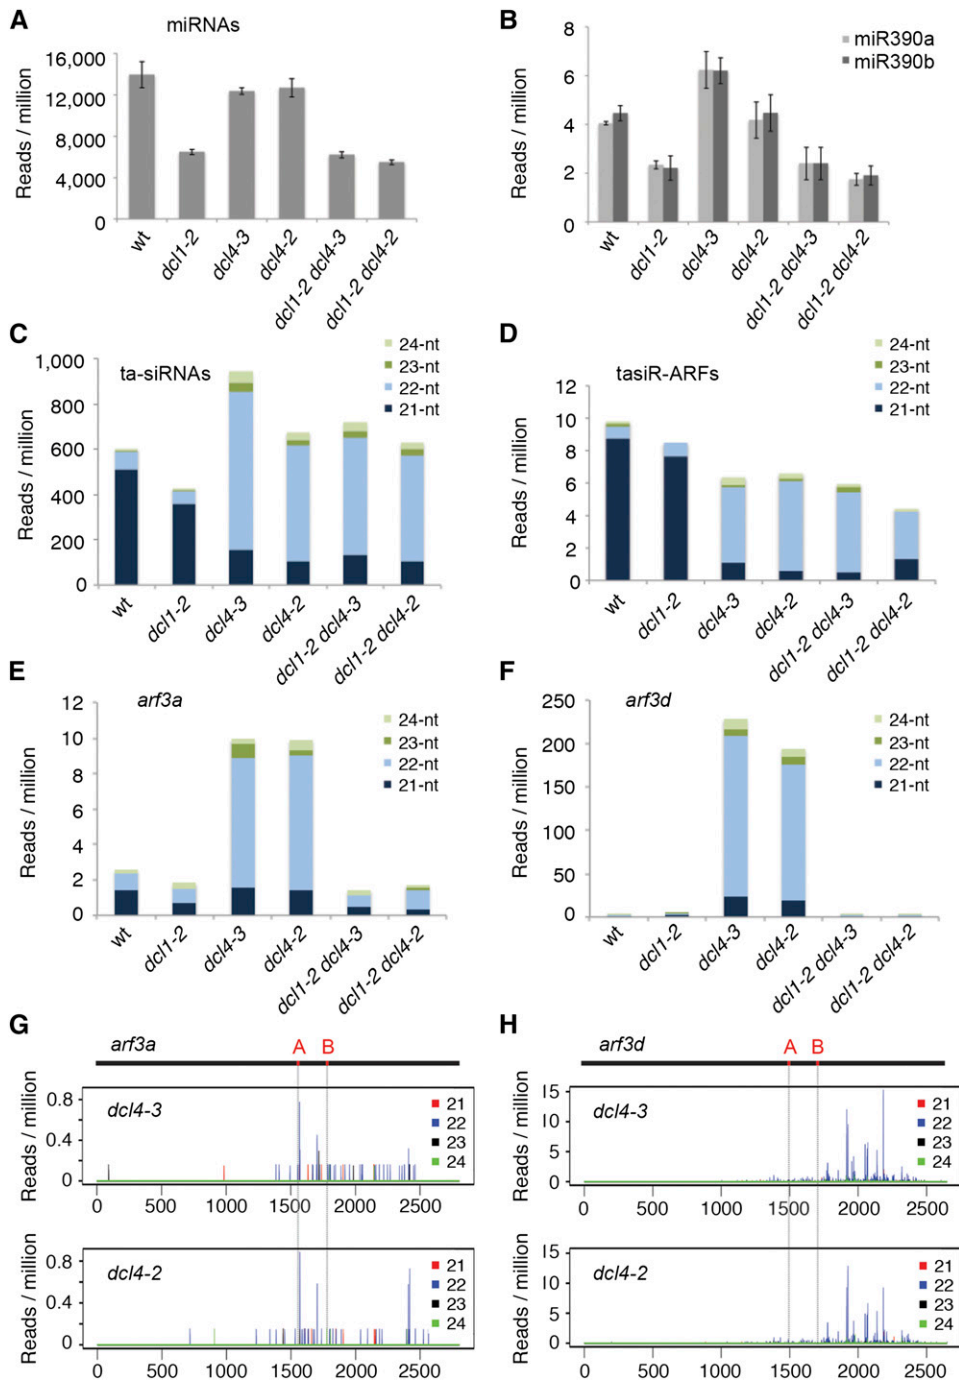 A
miRNAs
Reads / million
16,000
12,000
8,000
4,000
0
wt
dcl1-2
dcl4-3
dcl4-2
dcl1-2 dcl4-3
dcl1-2 dcl4-2
B
miR390a
miR390b
Reads / million
8
6
4
2
0
wt
dcl1-2
dcl4-3
dcl4-2
dcl1-2 dcl4-3
dcl1-2 dcl4-2
C
ta-siRNAs
24-nt
23-nt
22-nt
21-nt
Reads / million
1,000
800
600
400
200
0
wt
dcl1-2
dcl4-3
dcl4-2
dcl1-2 dcl4-3
dcl1-2 dcl4-2
D
tasiR-ARFs
24-nt
23-nt
22-nt
21-nt
Reads / million
12
10
8
6
4
2
0
wt
dcl1-2
dcl4-3
dcl4-2
dcl1-2 dcl4-3
dcl1-2 dcl4-2
E
arf3a
24-nt
23-nt
22-nt
21-nt
Reads / million
12
10
8
6
4
2
0
wt
dcl1-2
dcl4-3
dcl4-2
dcl1-2 dcl4-3
dcl1-2 dcl4-2
F
arf3d
24-nt
23-nt
22-nt
21-nt
Reads / million
250
200
150
100
50
0
wt
dcl1-2
dcl4-3
dcl4-2
dcl1-2 dcl4-3
dcl1-2 dcl4-2
G
arf3a
A B
dcl4-3
21
22
23
24
Reads / million
0.8
0.4
0
0 500 1000 1500 2000 2500
dcl4-2
21
22
23
24
Reads / million
0.8
0.4
0
0 500 1000 1500 2000 2500
H
arf3d
A B
dcl4-3
21
22
23
24
Reads / million
15
10
5
0
0 500 1000 1500 2000 2500
dcl4-2
21
22
23
24
Reads / million
15
10
5
0
0 500 1000 1500 2000 2500